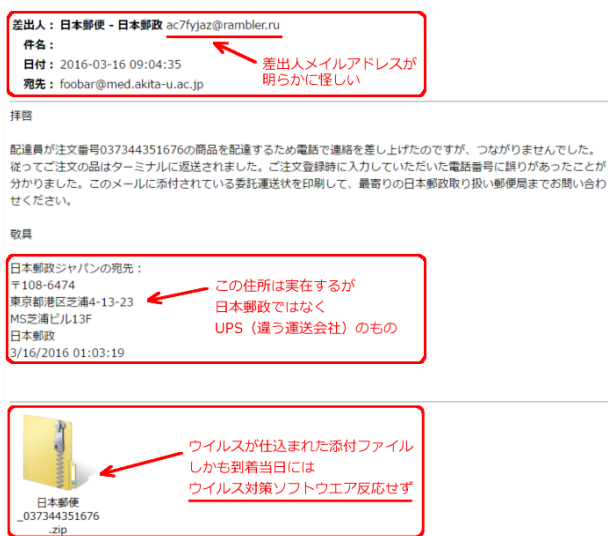 差出人： 日本郵便 - 日本郵政 ac7fyjaz@rambler.ru
件名：
日付： 2016-03-16 09:04:35
宛先： foobar@med.akita-u.ac.jp
差出人メイルアドレスが
明らかに怪しい
拝啓
配達員が注文番号037344351676の商品を配達するため電話で連絡を差し上げたのですが、つながりませんでした。
従ってご注文の品はターミナルに返送されました。ご注文登録時に入力していただいた電話番号に誤りがあったことが
分かりました。このメールに添付されている委託運送状を印刷して、最寄りの日本郵政取り扱い郵便局までお問い合わ
せください。
敬具
日本郵政ジャパンの宛先：
〒108-6474
東京都港区芝浦4-13-23
MS芝浦ビル13F
日本郵政
3/16/2016 01:03:19
この住所は実在するが
日本郵政ではなく
UPS（違う運送会社）のもの
ウイルスが仕込まれた添付ファイル
しかも到着当日には
ウイルス対策ソフトウエア反応せず
日本郵便
_037344351676
.zip